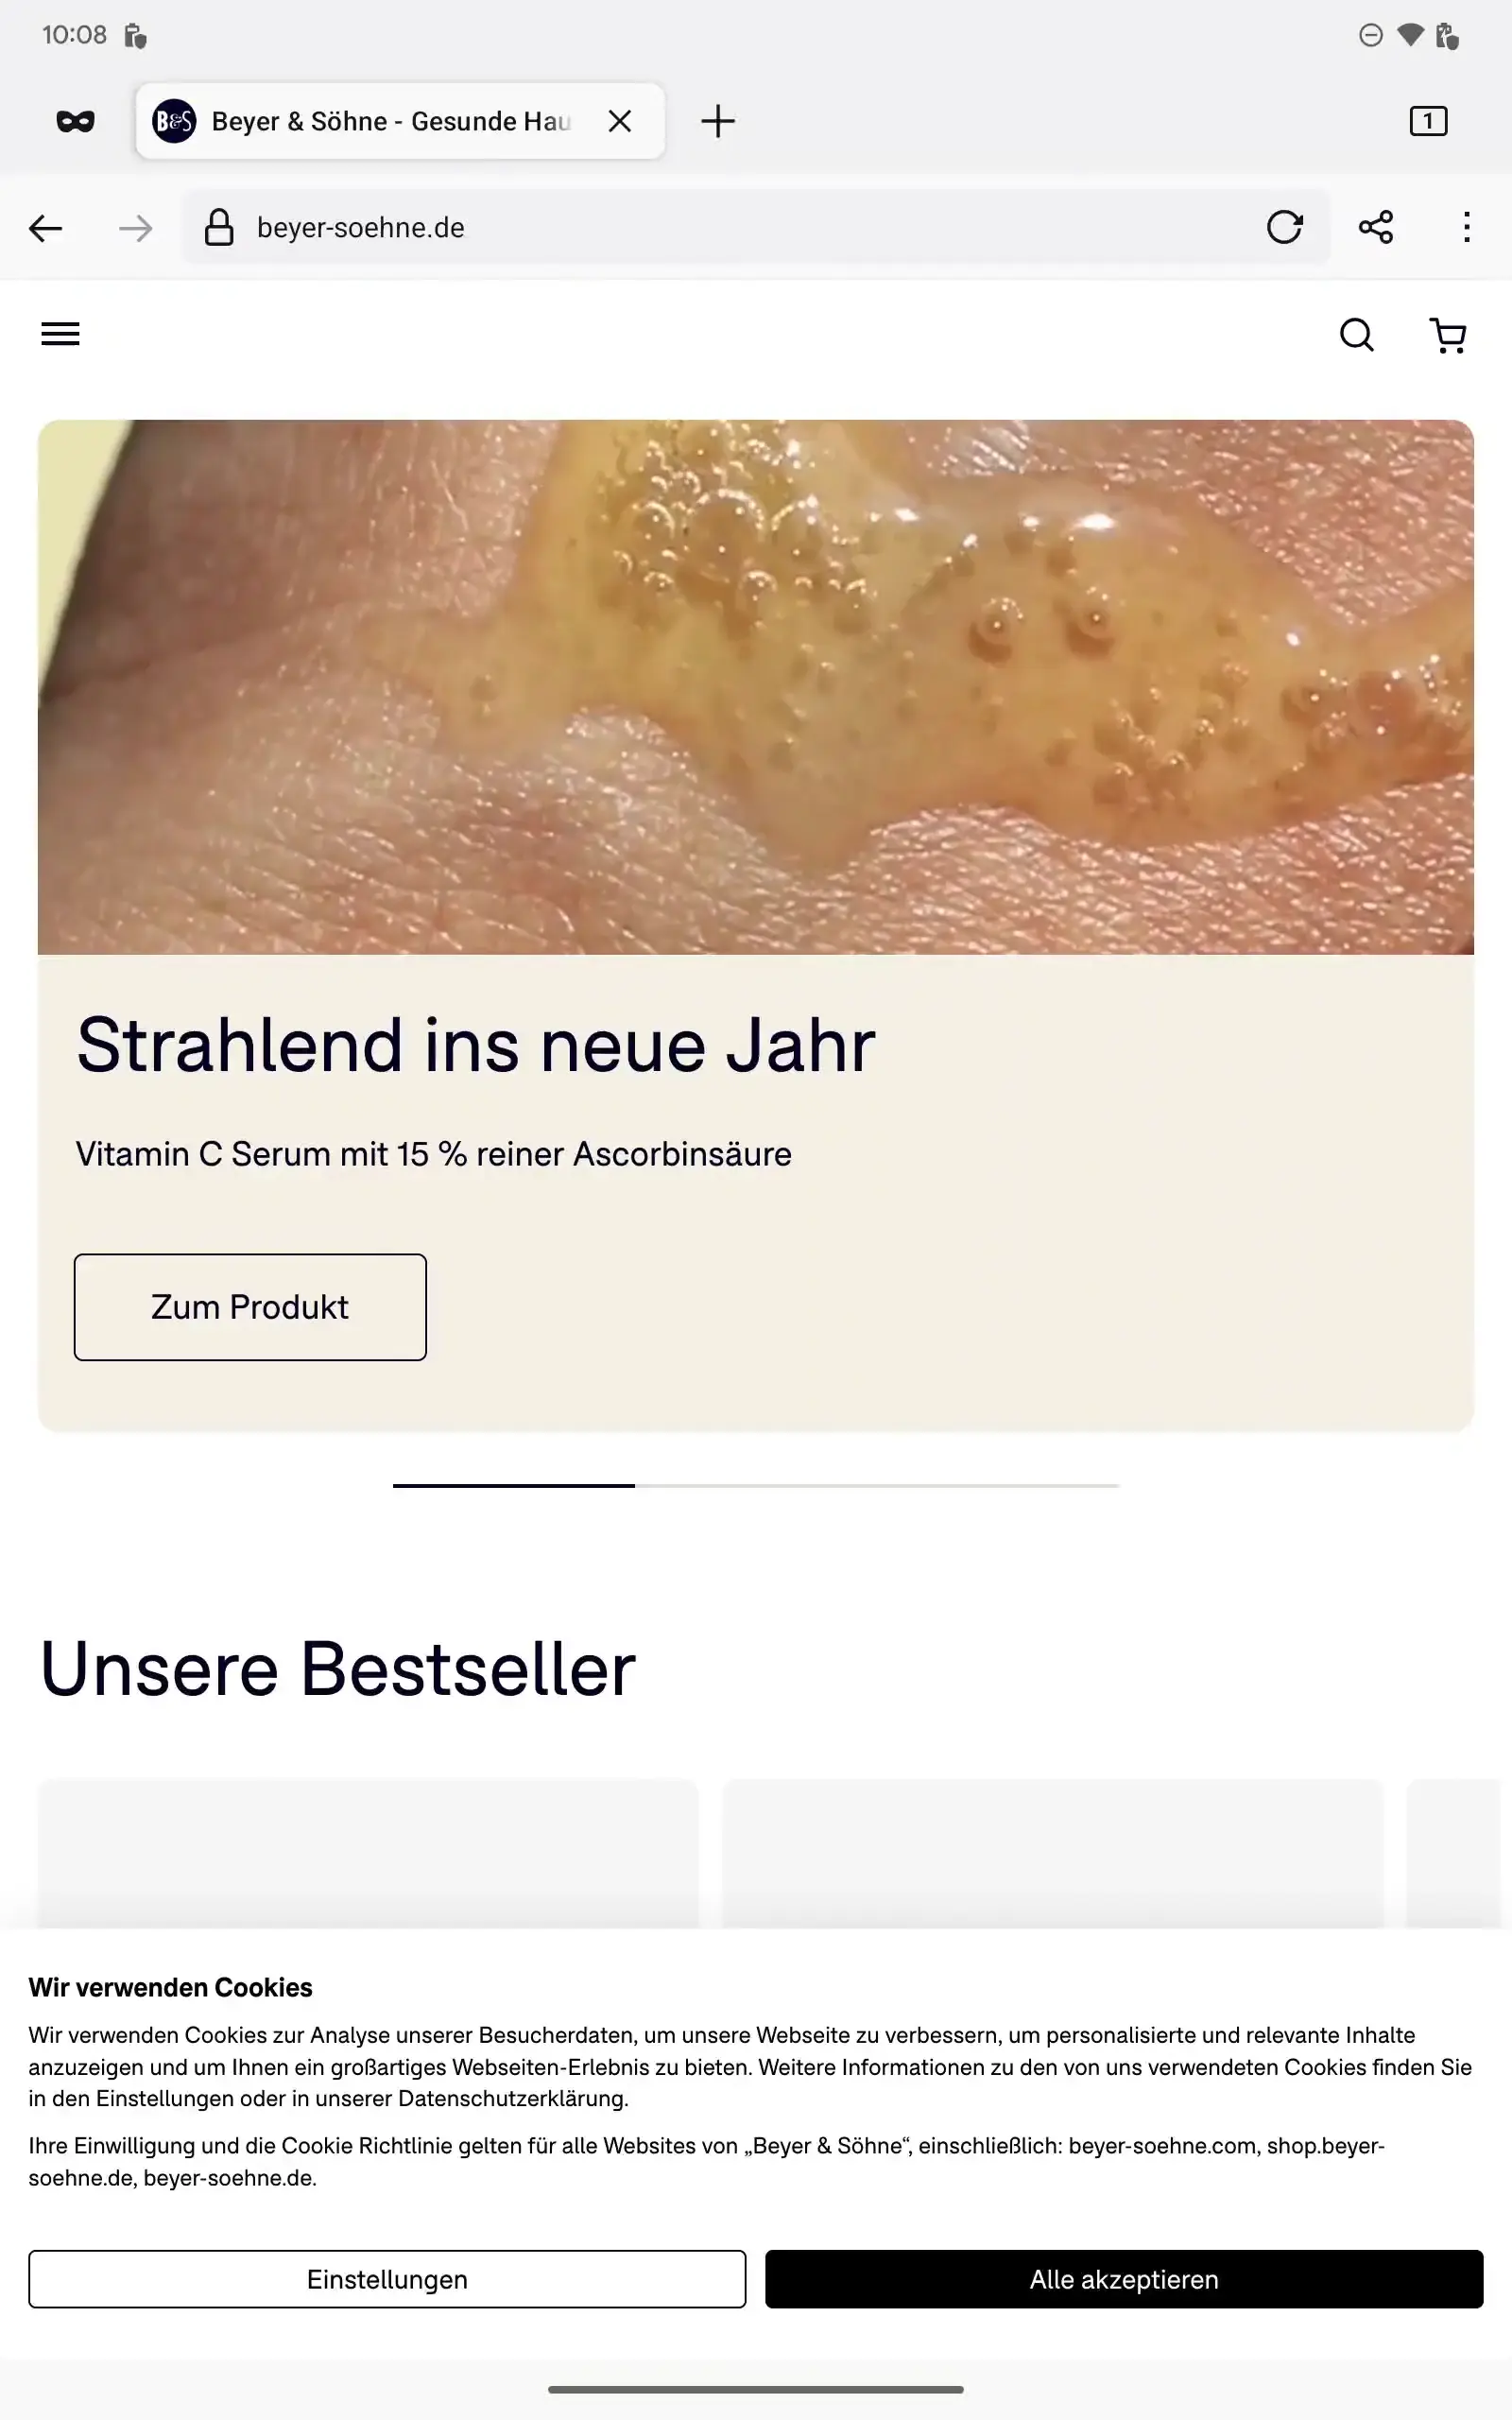 10:08
B&S Beyer & Söhne - Gesunde Hau
1
beyer-soehne.de
Strahlend ins neue Jahr
Vitamin C Serum mit 15 % reiner Ascorbinsäure
Zum Produkt
Unsere Bestseller
Wir verwenden Cookies
Wir verwenden Cookies zur Analyse unserer Besucherdaten, um unsere Webseite zu verbessern, um personalisierte und relevante Inhalte
anzuzeigen und um Ihnen ein großartiges Webseiten-Erlebnis zu bieten. Weitere Informationen zu den von uns verwendeten Cookies finden Sie
in den Einstellungen oder in unserer Datenschutzerklärung.
Ihre Einwilligung und die Cookie Richtlinie gelten für alle Websites von „Beyer & Söhne“, einschließlich: beyer-soehne.com, shop.beyer-
soehne.de, beyer-soehne.de.
Einstellungen
Alle akzeptieren